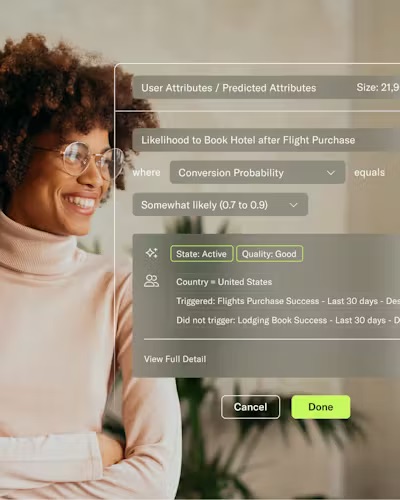 User Attributes / Predicted Attributes Size: 21,9
Likelihood to Book Hotel after Flight Purchase
where Conversion Probability equals
Somewhat likely (0.7 to 0.9)
State: Active Quality: Good
Country = United States
Triggered: Flights Purchase Success - Last 30 days - Des
Did not trigger: Lodging Book Success - Last 30 days - D
View Full Detail
Cancel Done